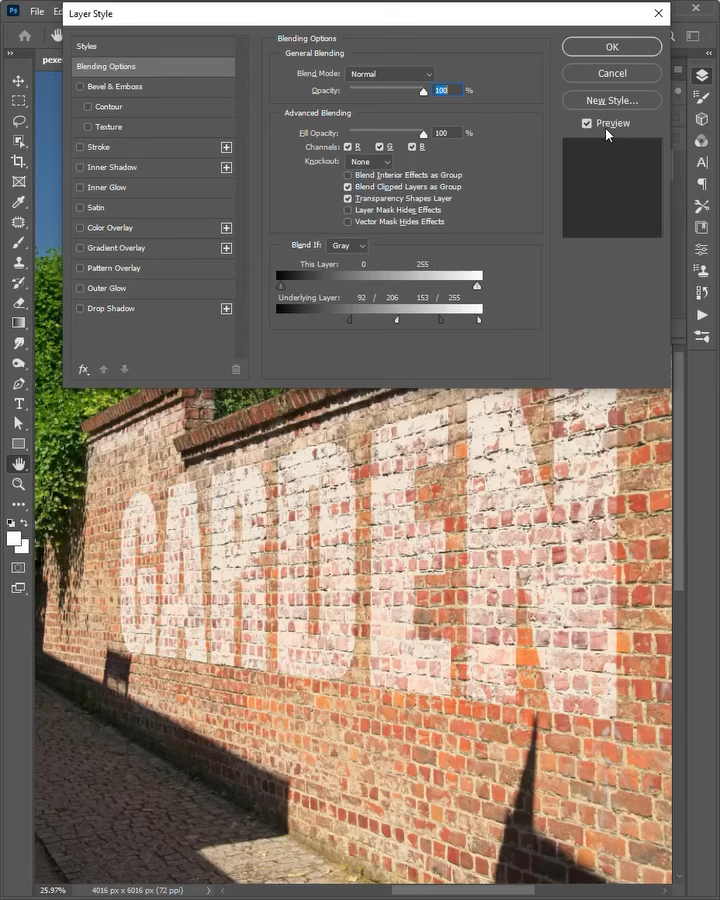 Ps File
Layer Style
pexe
Styles
Blending Options
Bevel & Emboss
Contour
Texture
Stroke
Inner Shadow
Inner Glow
Satin
Color Overlay
Gradient Overlay
Pattern Overlay
Outer Glow
Drop Shadow
fx
Blending Options
General Blending
Blend Mode: Normal
Opacity: 100 %
Advanced Blending
Fill Opacity: 100 %
Channels: R G B
Knockout: None
Blend Interior Effects as Group
Blend Clipped Layers as Group
Transparency Shapes Layer
Layer Mask Hides Effects
Vector Mask Hides Effects
Blend If: Gray
This Layer: 0 255
Underlying Layer: 92 / 206 153 / 255
OK
Cancel
New Style...
Preview
GARDEN
25.97% 4016 px x 6016 px (72 ppi)